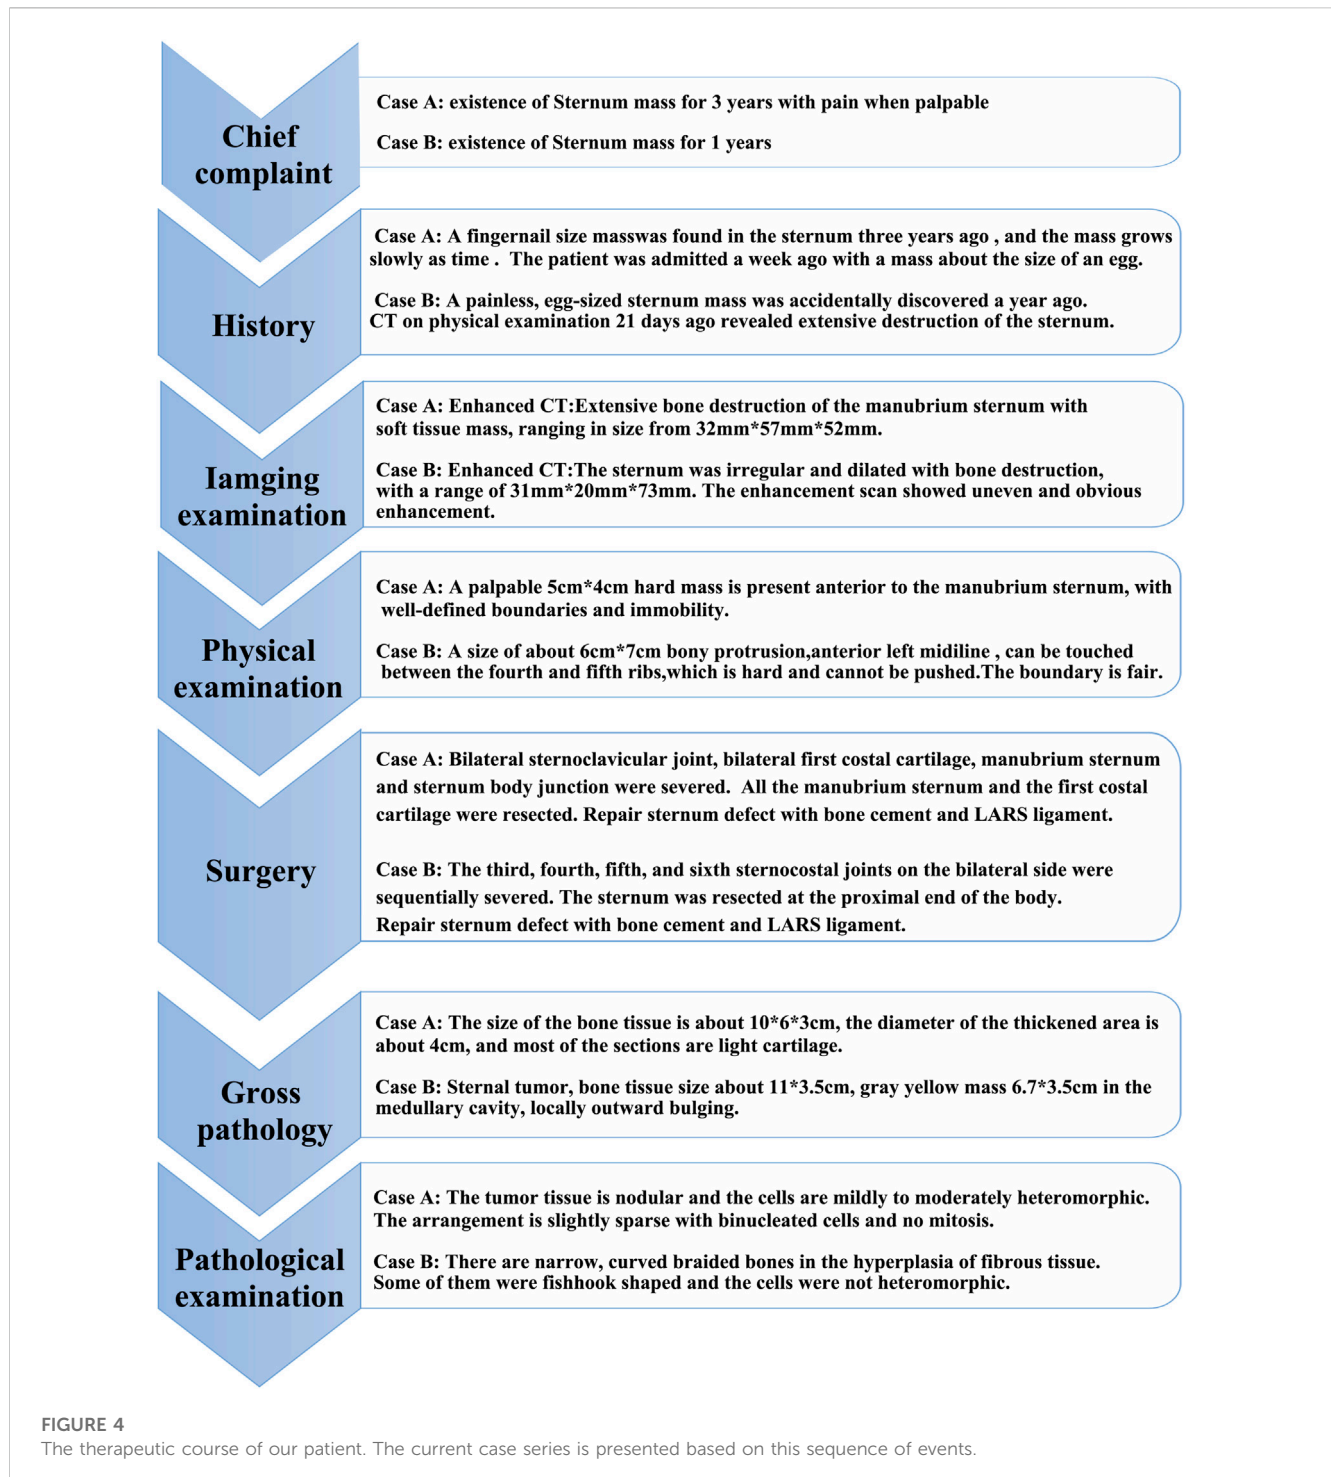 Chief
complaint
Case A: existence of Sternum mass for 3 years with pain when palpable
Case B: existence of Sternum mass for 1 years
History
Case A: A fingernail size masswas found in the sternum three years ago , and the mass grows
slowly as time . The patient was admitted a week ago with a mass about the size of an egg.
Case B: A painless, egg-sized sternum mass was accidentally discovered a year ago.
CT on physical examination 21 days ago revealed extensive destruction of the sternum.
Iamging
examination
Case A: Enhanced CT:Extensive bone destruction of the manubrium sternum with
soft tissue mass, ranging in size from 32mm*57mm*52mm.
Case B: Enhanced CT:The sternum was irregular and dilated with bone destruction,
with a range of 31mm*20mm*73mm. The enhancement scan showed uneven and obvious
enhancement.
Physical
examination
Case A: A palpable 5cm*4cm hard mass is present anterior to the manubrium sternum, with
well-defined boundaries and immobility.
Case B: A size of about 6cm*7cm bony protrusion,anterior left midiline , can be touched
between the fourth and fifth ribs,which is hard and cannot be pushed.The boundary is fair.
Surgery
Case A: Bilateral sternoclavicular joint, bilateral first costal cartilage, manubrium sternum
and sternum body junction were severed. All the manubrium sternum and the first costal
cartilage were resected. Repair sternum defect with bone cement and LARS ligament.
Case B: The third, fourth, fifth, and sixth sternocostal joints on the bilateral side were
sequentially severed. The sternum was resected at the proximal end of the body.
Repair sternum defect with bone cement and LARS ligament.
Gross
pathology
Case A: The size of the bone tissue is about 10*6*3cm, the diameter of the thickened area is
about 4cm, and most of the sections are light cartilage.
Case B: Sternal tumor, bone tissue size about 11*3.5cm, gray yellow mass 6.7*3.5cm in the
medullary cavity, locally outward bulging.
Pathological
examination
Case A: The tumor tissue is nodular and the cells are mildly to moderately heteromorphic.
The arrangement is slightly sparse with binucleated cells and no mitosis.
Case B: There are narrow, curved braided bones in the hyperplasia of fibrous tissue.
Some of them were fishhook shaped and the cells were not heteromorphic.
FIGURE 4
The therapeutic course of our patient. The current case series is presented based on this sequence of events.